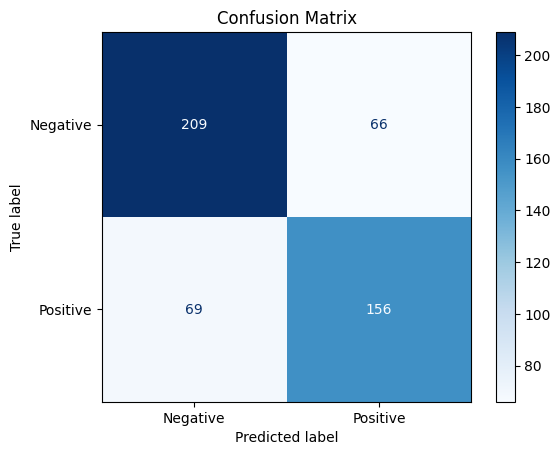 Confusion Matrix
True label
Negative
Positive
209
66
69
156
Negative
Positive
Predicted label
200
180
160
140
120
100
80